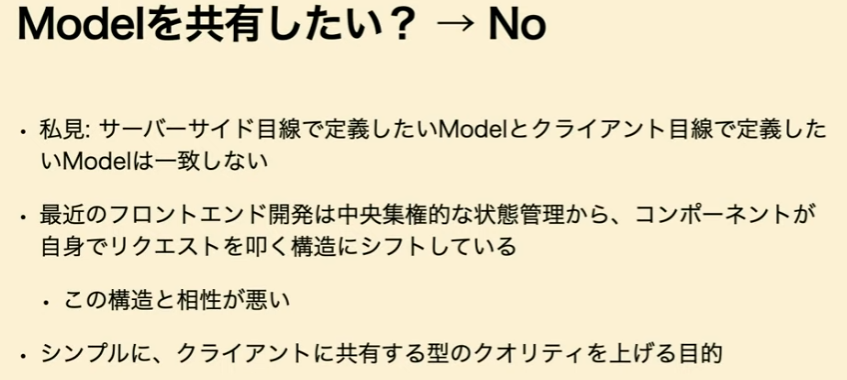 Modelを共有したい？ → No
・私見: サーバーサイド目線で定義したいModelとクライアント目線で定義した
いModelは一致しない
・最近のフロントエンド開発は中央集権的な状態管理から、コンポーネントが
自身でリクエストを叩く構造にシフトしている
・この構造と相性が悪い
・シンプルに、クライアントに共有する型のクオリティを上げる目的